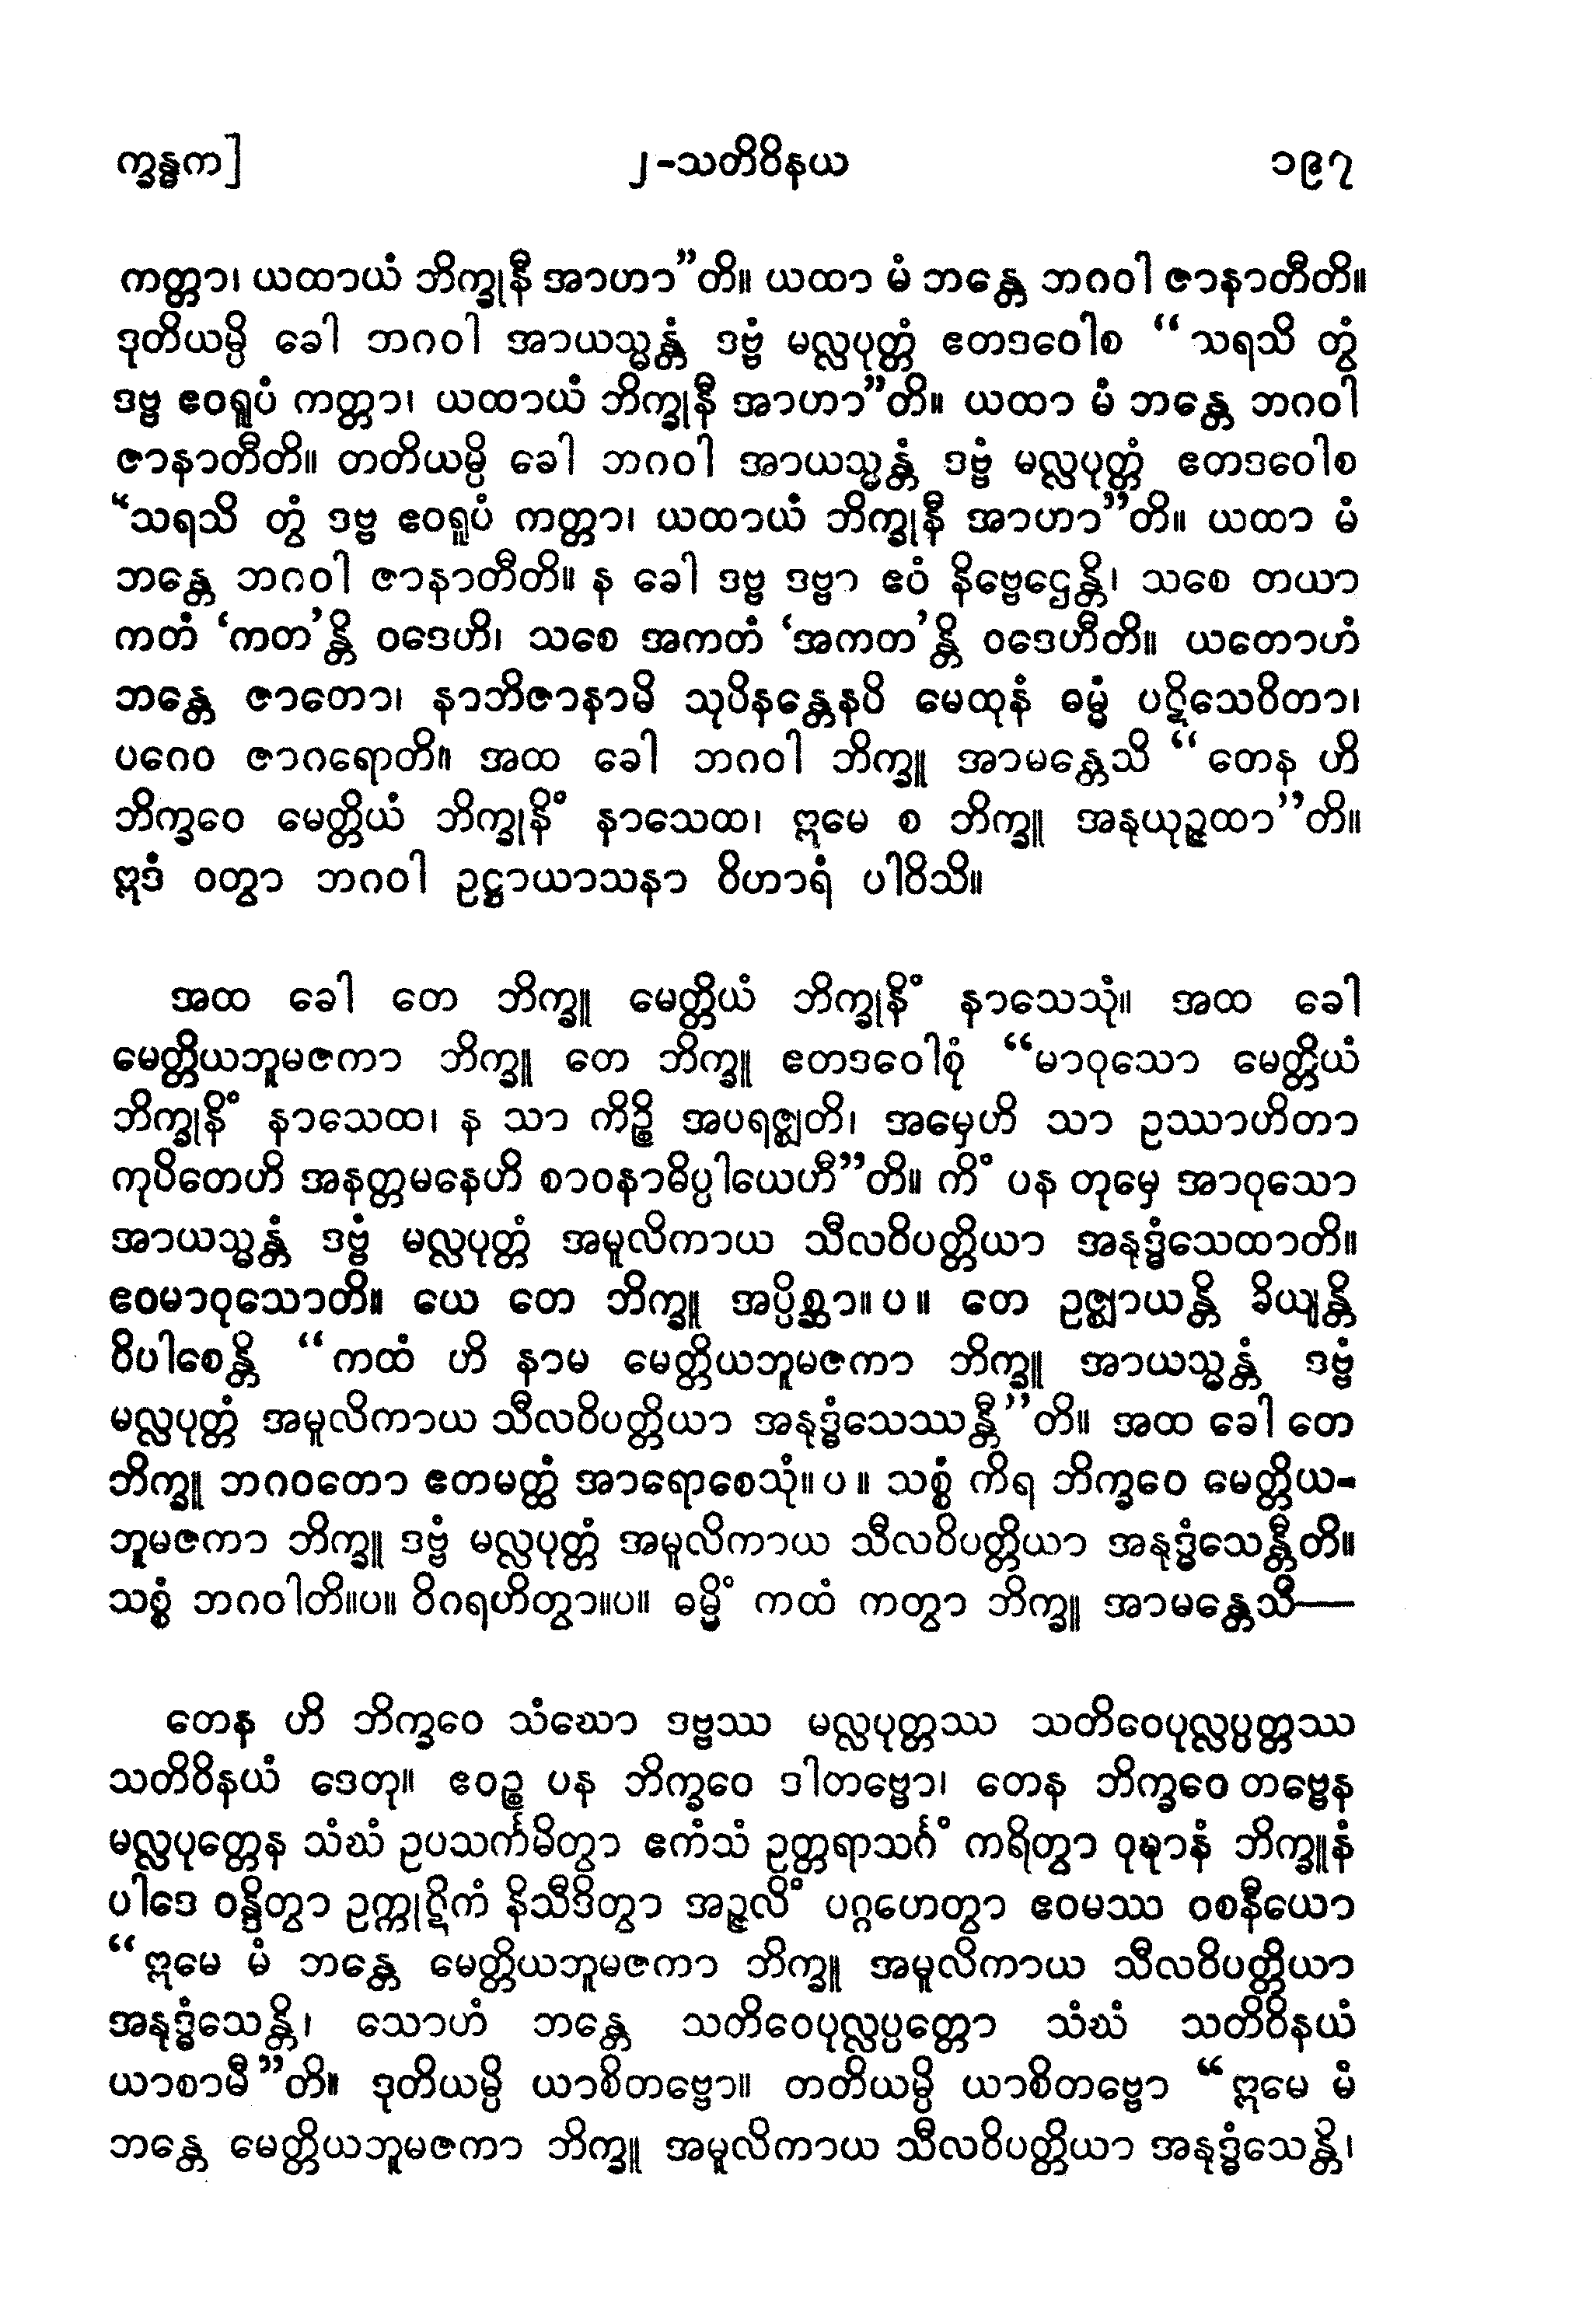 က္ခန္ဓက]
၂-သတိဝိနယ
၁၉၇
ကတ္တာ၊ ယထာယံ ဘိက္ခုနီ အာဟာ”တိ။ ယထာ မံ ဘန္တေ ဘဂဝါ ဇာနာတီတိ။
ဒုတိယမ္ပိ ခေါ ဘဂဝါ အာယသ္မန္တံ ဒဗ္ဗံ မလ္လပုတ္တံ ဧတဒဝေါစ “သရသိ တွံ
ဒဗ္ဗ ဧဝရူပံ ကတ္တာ၊ ယထာယံ ဘိက္ခုနီ အာဟာ”တိ။ ယထာ မံ ဘန္တေ ဘဂဝါ
ဇာနာတီတိ။ တတိယမ္ပိ ခေါ ဘဂဝါ အာယသ္မန္တံ ဒဗ္ဗံ မလ္လပုတ္တံ ဧတဒဝေါစ
“သရသိ တွံ ဒဗ္ဗ ဧဝရူပံ ကတ္တာ၊ ယထာယံ ဘိက္ခုနီ အာဟာ”တိ။ ယထာ မံ
ဘန္တေ ဘဂဝါ ဇာနာတီတိ။ န ခေါ ဒဗ္ဗ ဒဗ္ဗာ ဧဝံ နိဗ္ဗေဌေန္တိ၊ သစေ တယာ
ကတံ ‘ကတ’န္တိ ဝဒေဟိ၊ သစေ အကတံ ‘အကတ’န္တိ ဝဒေဟီတိ။ ယတောဟံ
ဘန္တေ ဇာတော၊ နာဘိဇာနာမိ သုပိနန္တေနပိ မေထုနံ ဓမ္မံ ပဋိသေဝိတာ၊
ပဂေဝ ဇာဂရောတိ။ အထ ခေါ ဘဂဝါ ဘိက္ခူ အာမန္တေသိ “တေန ဟိ
ဘိက္ခဝေ မေတ္တိယံ ဘိက္ခုနိံ နာသေထ၊ ဣမေ စ ဘိက္ခူ အနုယုဉ္ဇထာ”တိ။
ဣဒံ ဝတွာ ဘဂဝါ ဥဋ္ဌာယာသနာ ဝိဟာရံ ပါဝိသိ။
အထ ခေါ တေ ဘိက္ခူ မေတ္တိယံ ဘိက္ခုနိံ နာသေသုံ။ အထ ခေါ
မေတ္တိယဘူမဇကာ ဘိက္ခူ တေ ဘိက္ခူ ဧတဒဝေါစုံ “မာဝုသော မေတ္တိယံ
ဘိက္ခုနိံ နာသေထ၊ န သာ ကိဉ္စိ အပရဇ္ဈတိ၊ အမှေဟိ သာ ဥဿာဟိတာ
ကုပိတေဟိ အနတ္တမနေဟိ စာဝနာဓိပ္ပါယေဟီ”တိ။ ကိံ ပန တုမှေ အာဝုသော
အာယသ္မန္တံ ဒဗ္ဗံ မလ္လပုတ္တံ အမူလိကာယ သီလဝိပတ္တိယာ အနုဒ္ဓံသေထာတိ။
ဧဝမာဝုသောတိ။ ယေ တေ ဘိက္ခူ အပ္ပိစ္ဆာ။ပ။ တေ ဥဇ္ဈာယန္တိ ခိယျန္တိ
ဝိပါစေန္တိ “ကထံ ဟိ နာမ မေတ္တိယဘူမဇကာ ဘိက္ခူ အာယသ္မန္တံ ဒဗ္ဗံ
မလ္လပုတ္တံ အမူလိကာယ သီလဝိပတ္တိယာ အနုဒ္ဓံသေဿန္တီ”တိ။ အထ ခေါ တေ
ဘိက္ခူ ဘဂဝတော ဧတမတ္ထံ အာရောစေသုံ။ပ။ သစ္စံ ကိရ ဘိက္ခဝေ မေတ္တိယ-
ဘူမဇကာ ဘိက္ခူ ဒဗ္ဗံ မလ္လပုတ္တံ အမူလိကာယ သီလဝိပတ္တိယာ အနုဒ္ဓံသေန္တီတိ။
သစ္စံ ဘဂဝါတိ။ပ။ ဝိဂရဟိတွာ။ပ။ ဓမ္မိံ ကထံ ကတွာ ဘိက္ခူ အာမန္တေသိ—
တေန ဟိ ဘိက္ခဝေ သံဃော ဒဗ္ဗဿ မလ္လပုတ္တဿ သတိဝေပုလ္လပ္ပတ္တဿ
သတိဝိနယံ ဒေတု။ ဧဝဉ္စ ပန ဘိက္ခဝေ ဒါတဗ္ဗော၊ တေန ဘိက္ခဝေ တဗ္ဗေန
မလ္လပုတ္တေန သံဃံ ဥပသင်္ကမိတွာ ဧကံသံ ဥတ္တရာသင်္ဂံ ကရိတွာ ဝုဍ္ဎာနံ ဘိက္ခူနံ
ပါဒေ ဝန္ဒိတွာ ဥက္ကုဋိကံ နိသီဒိတွာ အဉ္ဇလိံ ပဂ္ဂဟေတွာ ဧဝမဿ ဝစနီယော
“ဣမေ မံ ဘန္တေ မေတ္တိယဘူမဇကာ ဘိက္ခူ အမူလိကာယ သီလဝိပတ္တိယာ
အနုဒ္ဓံသေန္တိ၊ သောဟံ ဘန္တေ သတိဝေပုလ္လပ္ပတ္တော သံဃံ သတိဝိနယံ
ယာစာမီ”တိ။ ဒုတိယမ္ပိ ယာစိတဗ္ဗော။ တတိယမ္ပိ ယာစိတဗ္ဗော “ဣမေ မံ
ဘန္တေ မေတ္တိယဘူမဇကာ ဘိက္ခူ အမူလိကာယ သီလဝိပတ္တိယာ အနုဒ္ဓံသေန္တိ၊